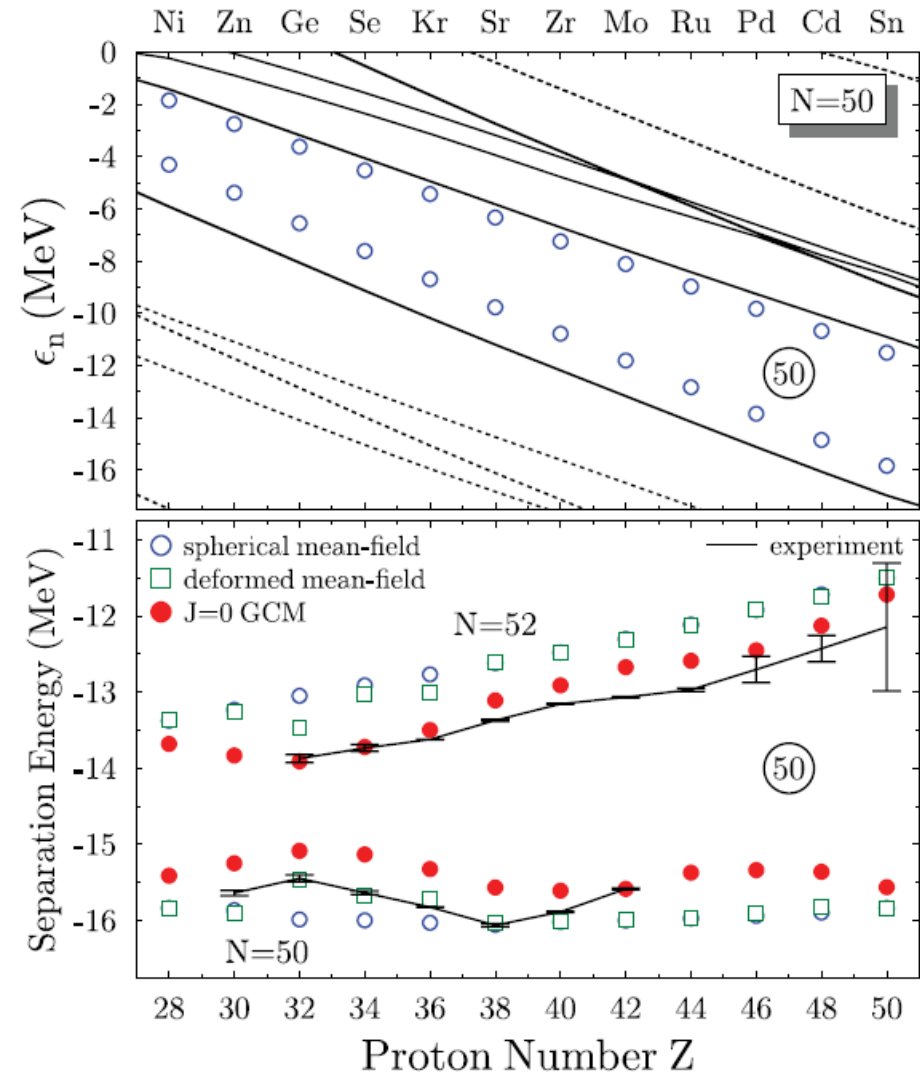 Ni Zn Ge Se Kr Sr Zr Mo Ru Pd Cd Sn
0
-2
-4
-6
-8
-10
-12
-14
-16
ϵn (MeV)
N=50
50
-11
-12
-13
-14
-15
-16
Separation Energy (MeV)
spherical mean-field
deformed mean-field
J=0 GCM
experiment
N=52
50
N=50
28 30 32 34 36 38 40 42 44 46 48 50
Proton Number Z